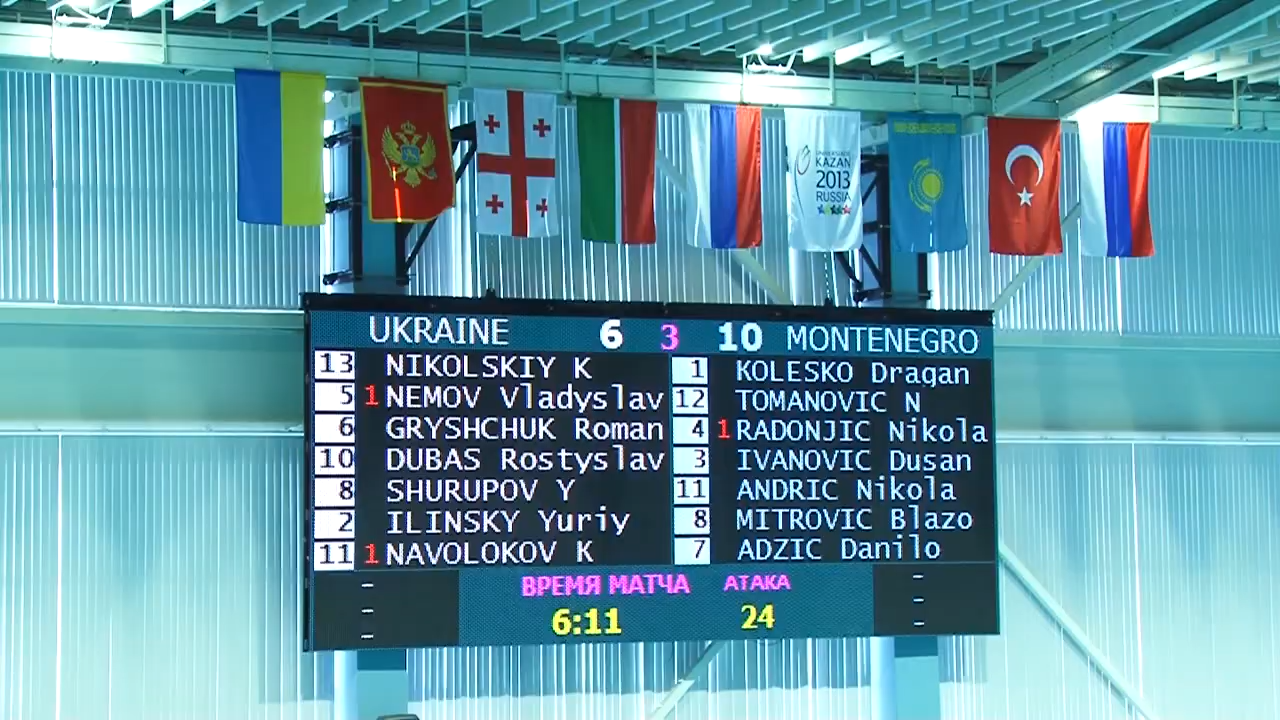 UNIVERSIADE
KAZAN
2013
RUSSIA
UKRAINE 6 3 10 MONTENEGRO
13 NIKOLSKIY K 1 KOLESKO Dragan
5 1 NEMOV Vladyslav 12 TOMANOVIC N
6 GRYSHCHUK Roman 4 1 RADONJIC Nikola
10 DUBAS Rostyslav 3 IVANOVIC Dusan
8 SHURUPOV Y 11 ANDRIC Nikola
2 ILINSKY Yuriy 8 MITROVIC Blazo
11 1 NAVOLOKOV K 7 ADZIC Danilo
ВРЕМЯ МАТЧА АТАКА
6:11 24